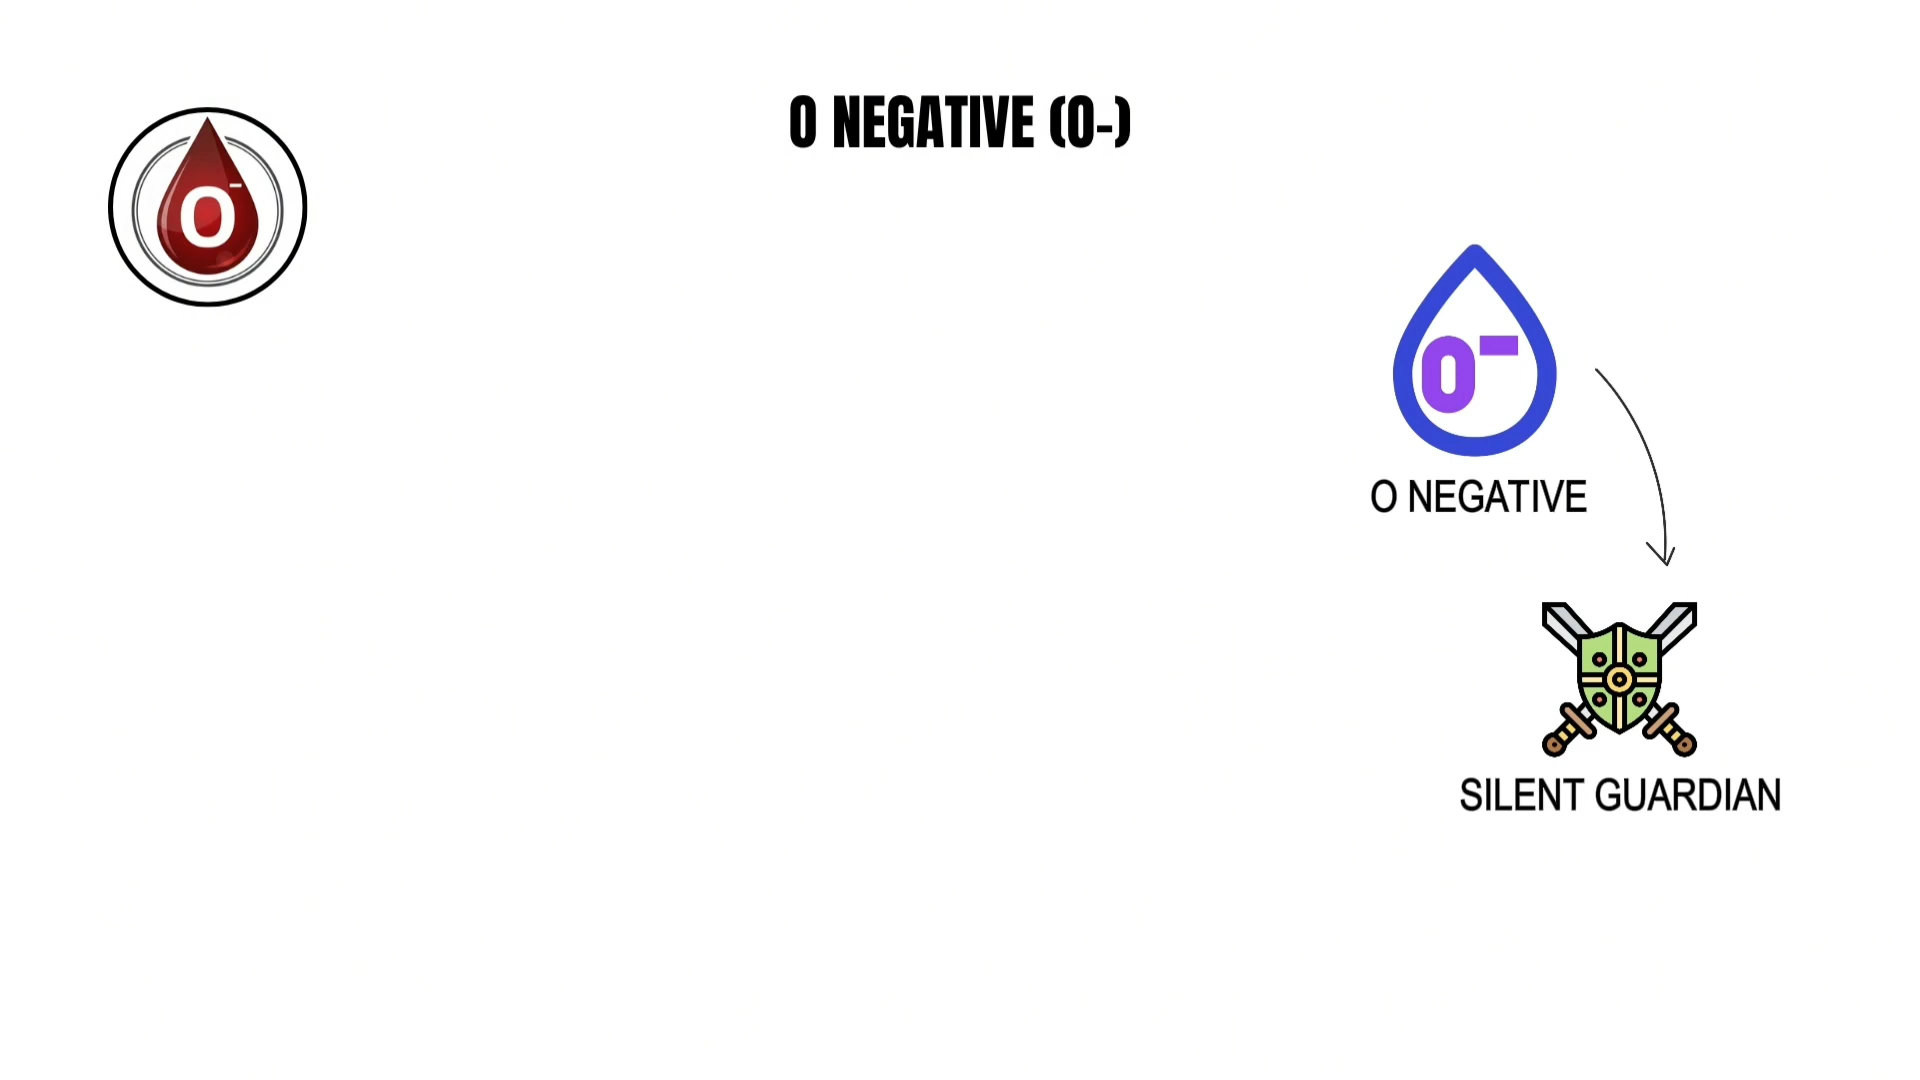 O NEGATIVE (O-)
O-
O-
O NEGATIVE
SILENT GUARDIAN